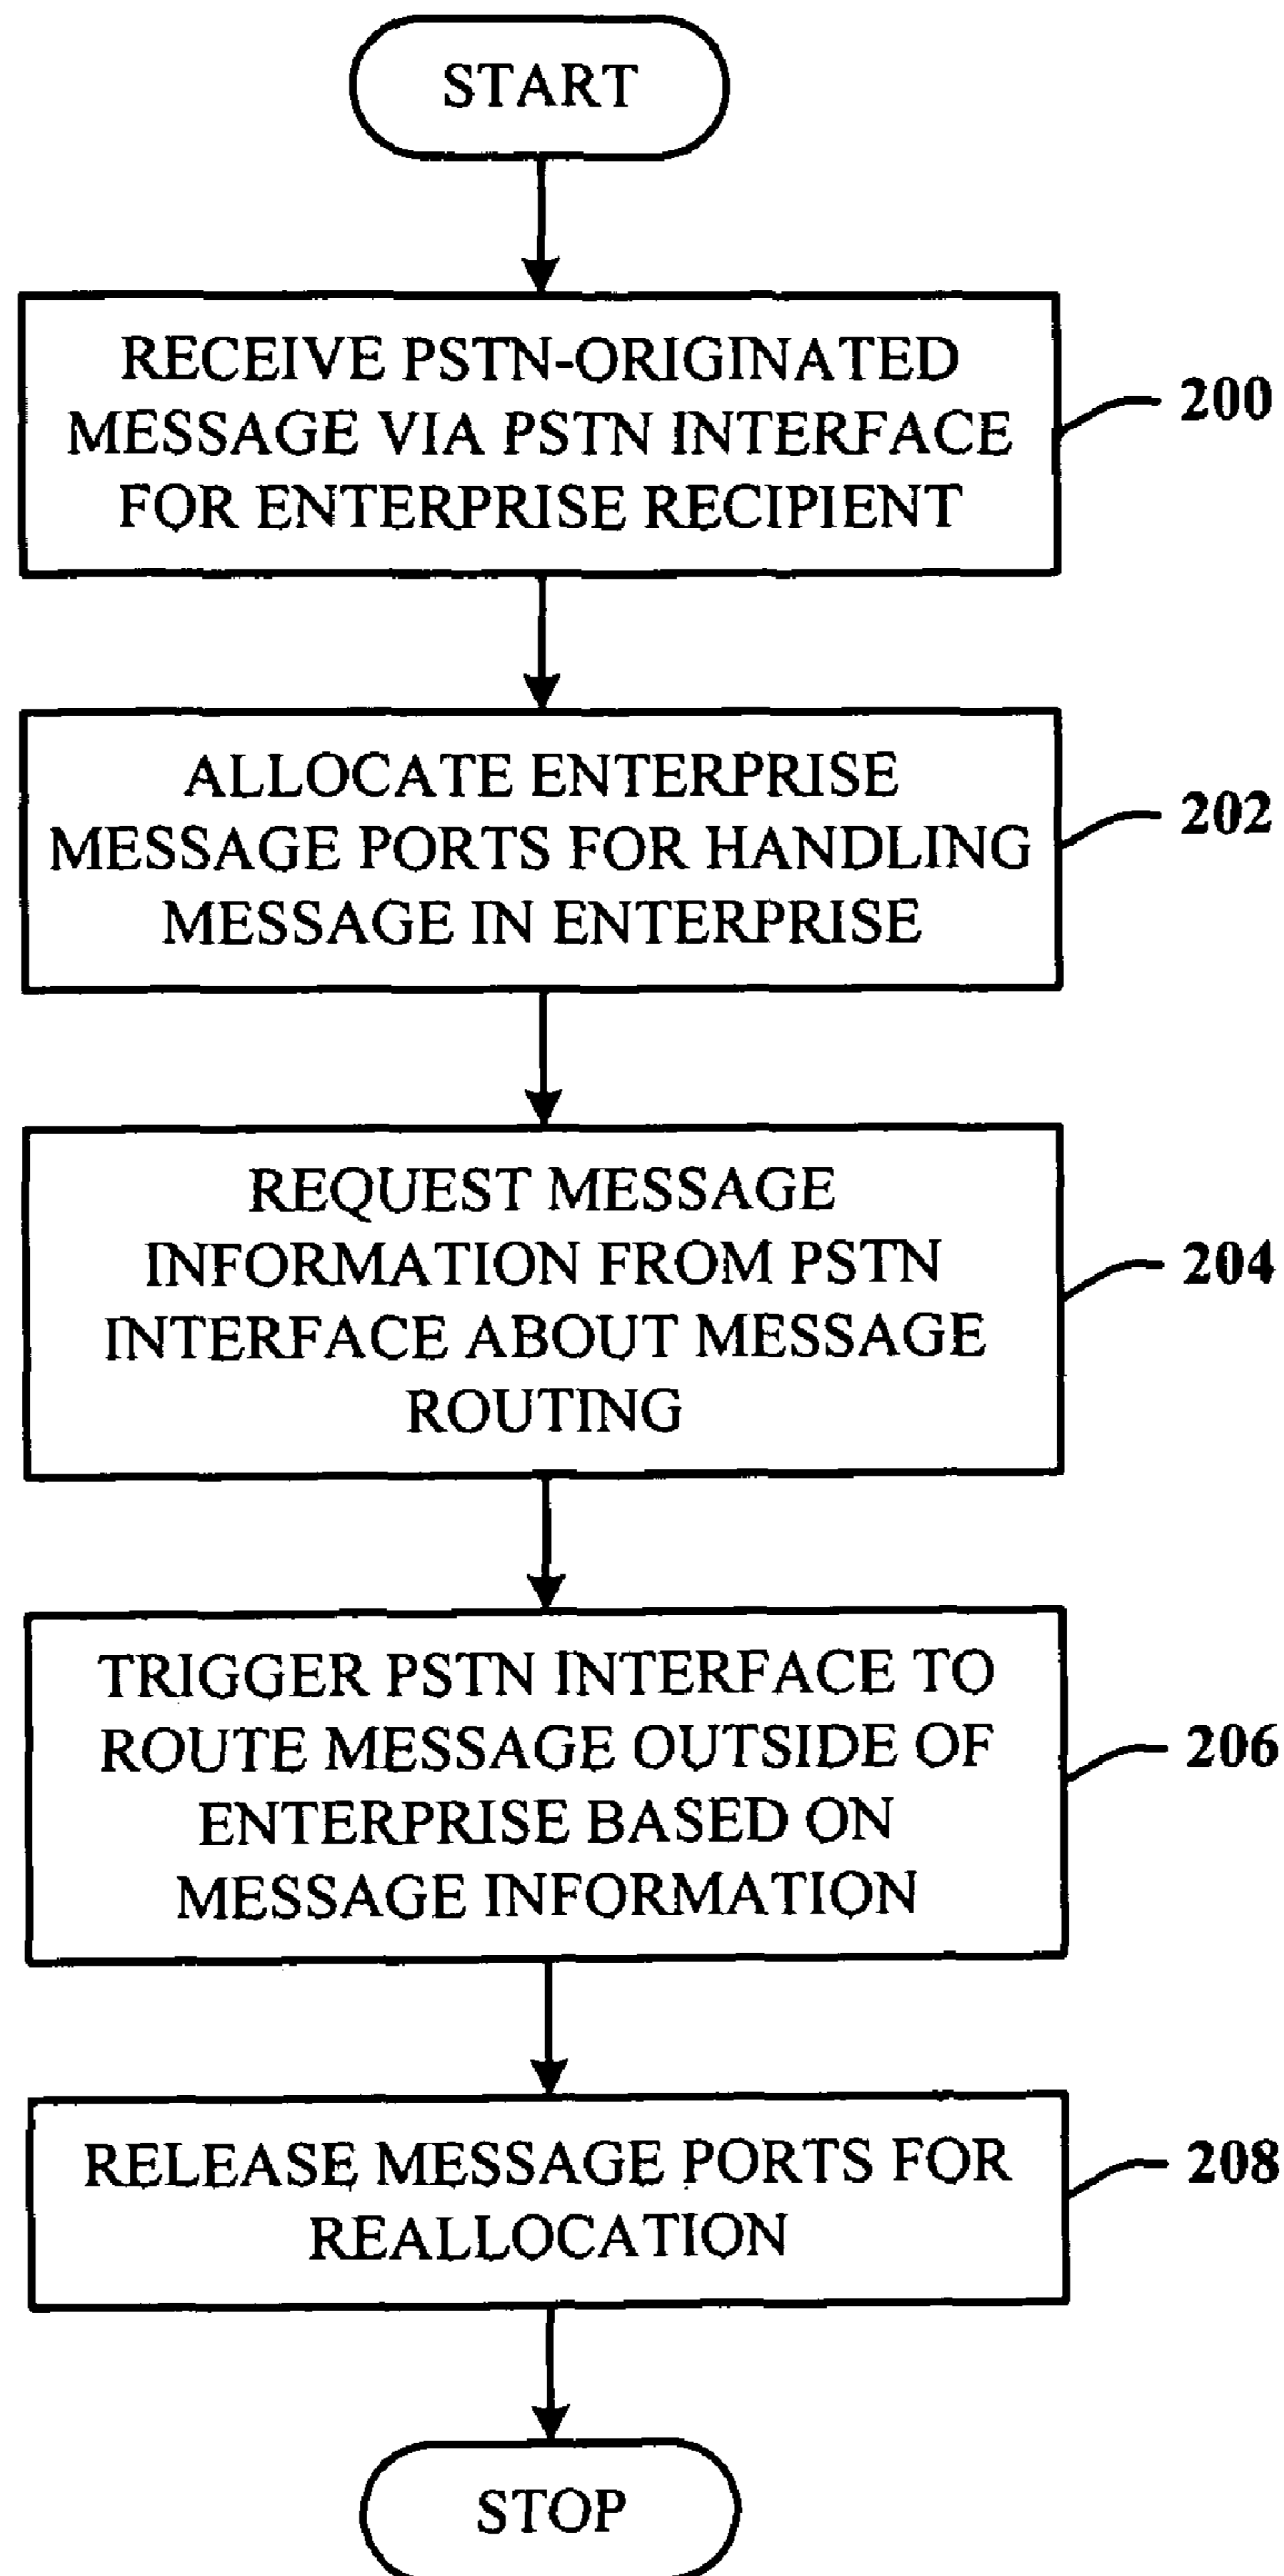 START
RECEIVE PSTN-ORIGINATED
MESSAGE VIA PSTN INTERFACE
FOR ENTERPRISE RECIPIENT
200
ALLOCATE ENTERPRISE
MESSAGE PORTS FOR HANDLING
MESSAGE IN ENTERPRISE
202
REQUEST MESSAGE
INFORMATION FROM PSTN
INTERFACE ABOUT MESSAGE
ROUTING
204
TRIGGER PSTN INTERFACE TO
ROUTE MESSAGE OUTSIDE OF
ENTERPRISE BASED ON
MESSAGE INFORMATION
206
RELEASE MESSAGE PORTS FOR
REALLOCATION
208
STOP